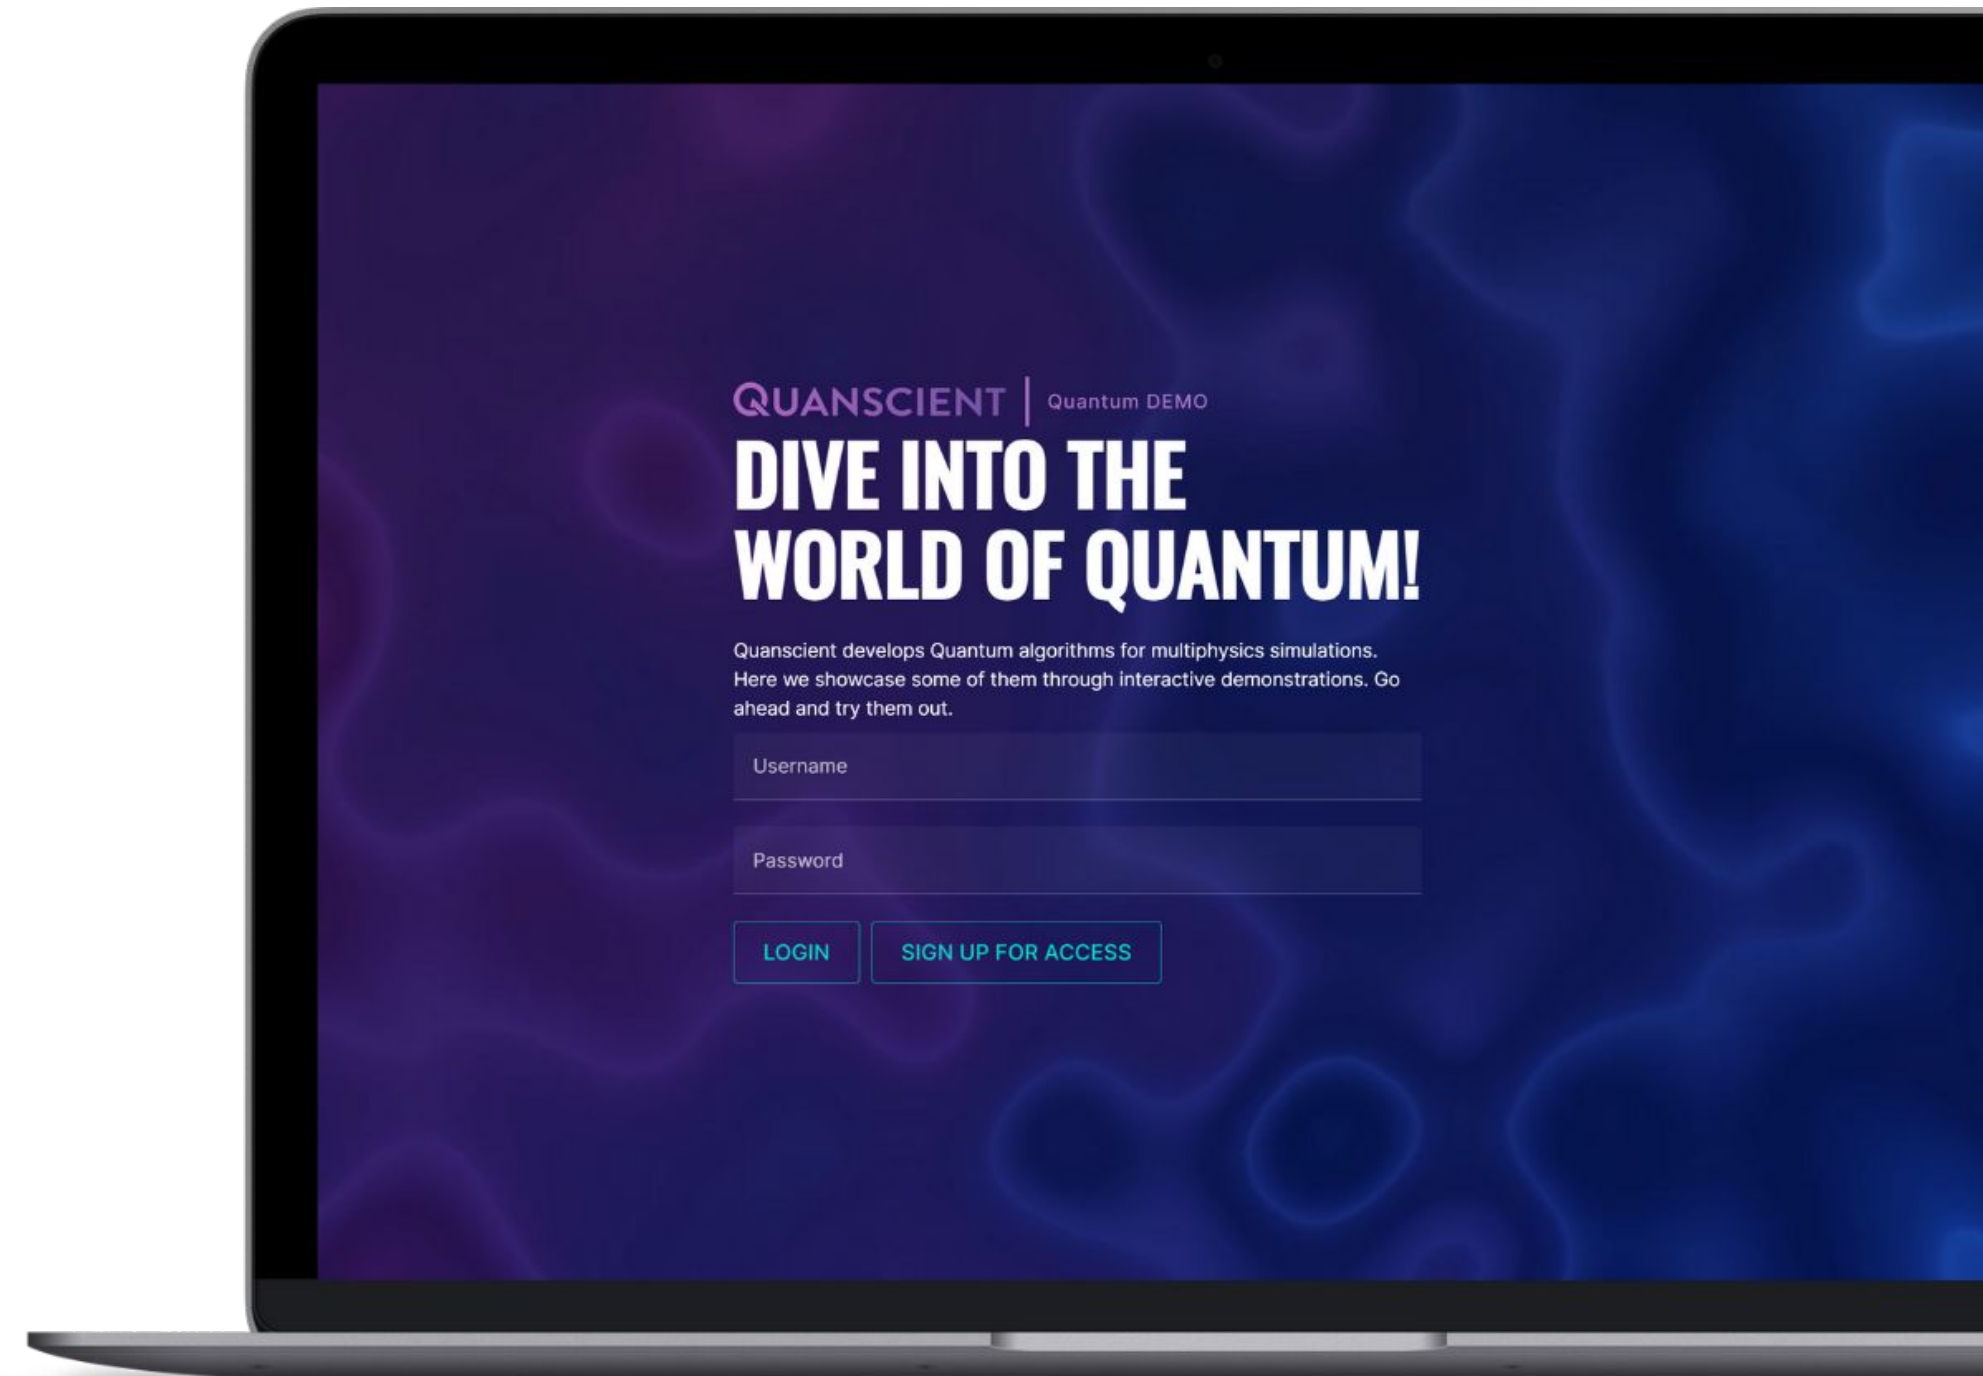 QUANSCIENT | Quantum DEMO
DIVE INTO THE
WORLD OF QUANTUM!
Quanscient develops Quantum algorithms for multiphysics simulations.
Here we showcase some of them through interactive demonstrations. Go
ahead and try them out.
Username
Password
LOGIN SIGN UP FOR ACCESS